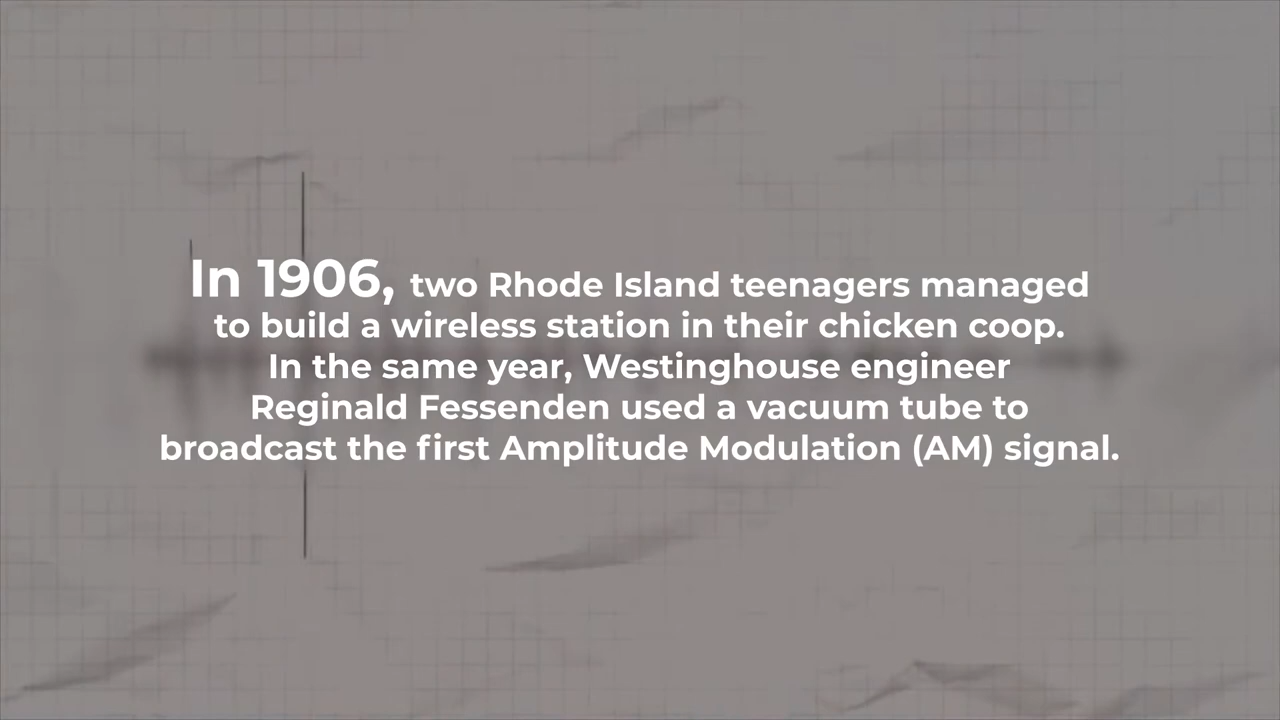 In 1906, two Rhode Island teenagers managed
to build a wireless station in their chicken coop.
In the same year, Westinghouse engineer
Reginald Fessenden used a vacuum tube to
broadcast the first Amplitude Modulation (AM) signal.